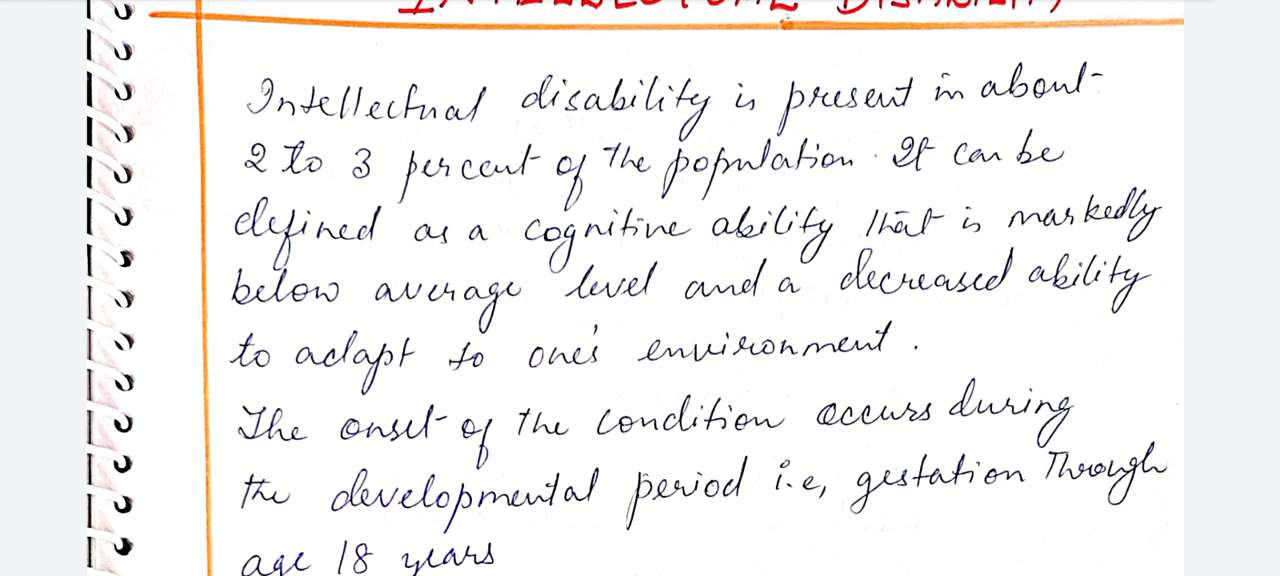 INTELLECTUAL DISABILITY
Intellectual disability is present in about
2 to 3 percent of the population. It can be
defined as a cognitive ability that is markedly
below average level and a decreased ability
to adapt to one's environment.
The onset of the condition occurs during
the developmental period i.e, gestation Through
age 18 years